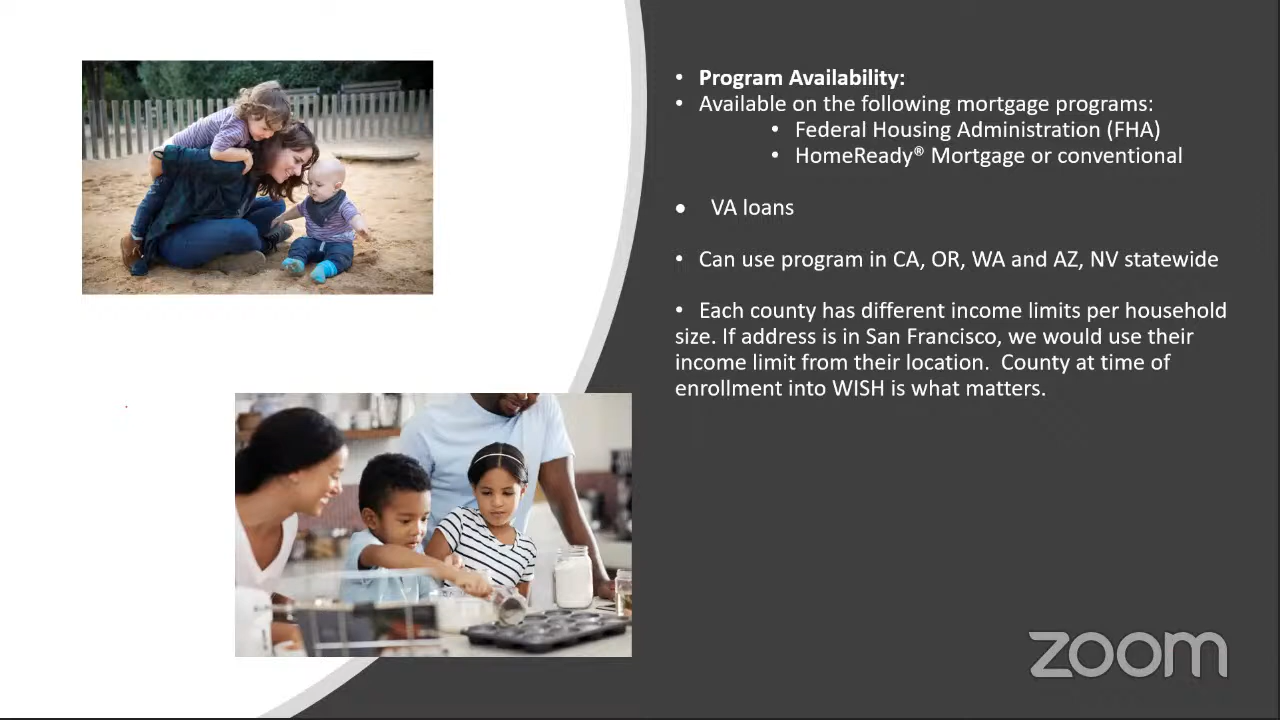 • Program Availability:
• Available on the following mortgage programs:
• Federal Housing Administration (FHA)
• HomeReady® Mortgage or conventional
• VA loans
• Can use program in CA, OR, WA and AZ, NV statewide
• Each county has different income limits per household
size. If address is in San Francisco, we would use their
income limit from their location.  County at time of
enrollment into WISH is what matters.
zoom